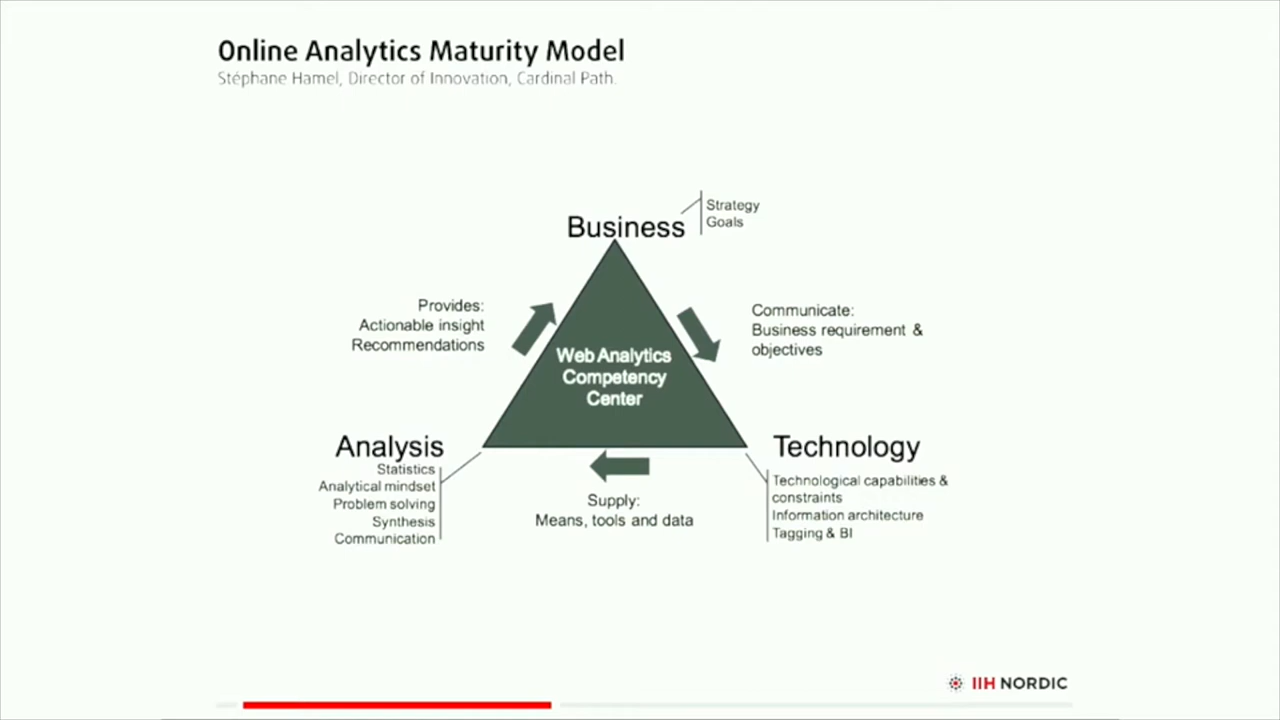 Online Analytics Maturity Model
Stéphane Hamel, Director of Innovation, Cardinal Path.
Business
Strategy
Goals
Provides:
Actionable insight
Recommendations
Communicate:
Business requirement &
objectives
Web Analytics
Competency
Center
Analysis
Statistics
Analytical mindset
Problem solving
Synthesis
Communication
Supply:
Means, tools and data
Technology
Technological capabilities &
constraints
Information architecture
Tagging & BI
IIH NORDIC